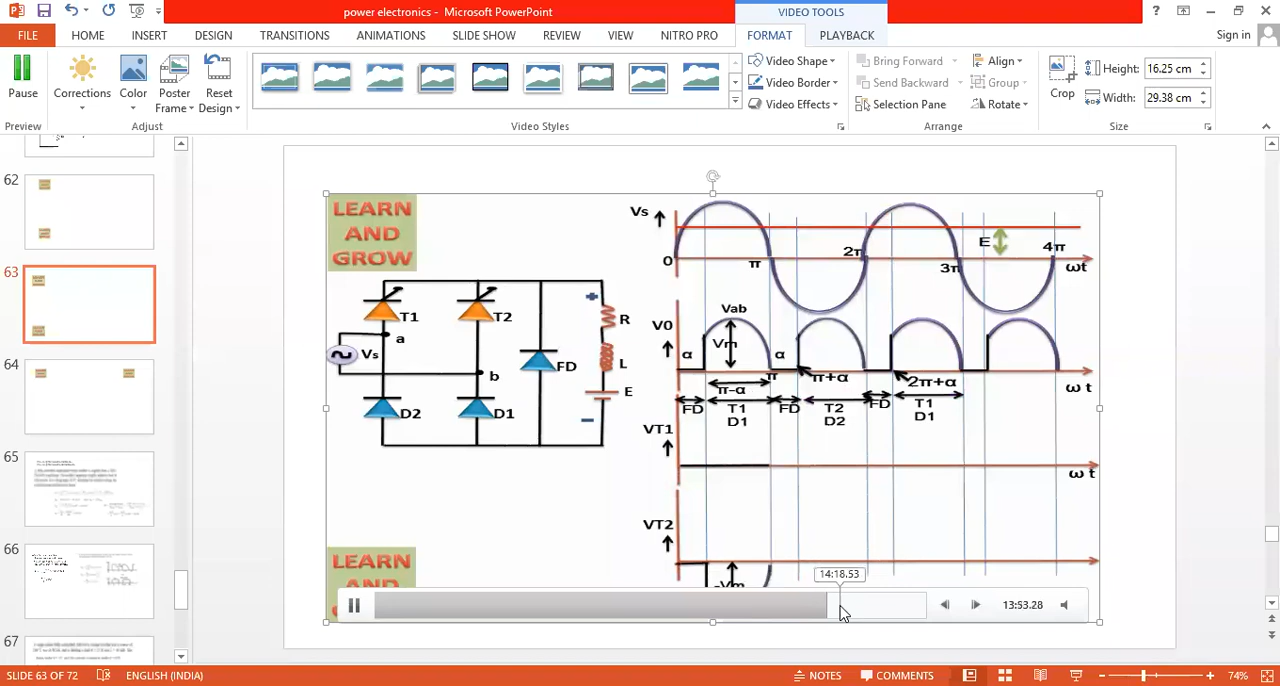 power electronics - Microsoft PowerPoint
VIDEO TOOLS
?
Sign in
FILE HOME INSERT DESIGN TRANSITIONS ANIMATIONS SLIDE SHOW REVIEW VIEW NITRO PRO FORMAT PLAYBACK
Pause
Corrections
Color
Poster Frame
Reset Design
Video Shape
Video Border
Video Effects
Bring Forward
Send Backward
Selection Pane
Align
Group
Rotate
Crop
Height: 16.25 cm
Width: 29.38 cm
Preview Adjust Video Styles Arrange Size
62
63
64
65
66
67
LEARN
AND
GROW
T1 T2
a
Vs
b
FD
D2 D1
R
L
E
Vs
0 π 2π 3π 4π
E
ωt
V0
Vab
Vm
α α
π π+α 2π+α
ω t
π-α
FD T1 FD T2 FD T1
D1 D2 D1
VT1
ω t
VT2
-Vm
LEARN
AND
14:18.53
13:53.28
SLIDE 63 OF 72
ENGLISH (INDIA)
NOTES
COMMENTS
74%